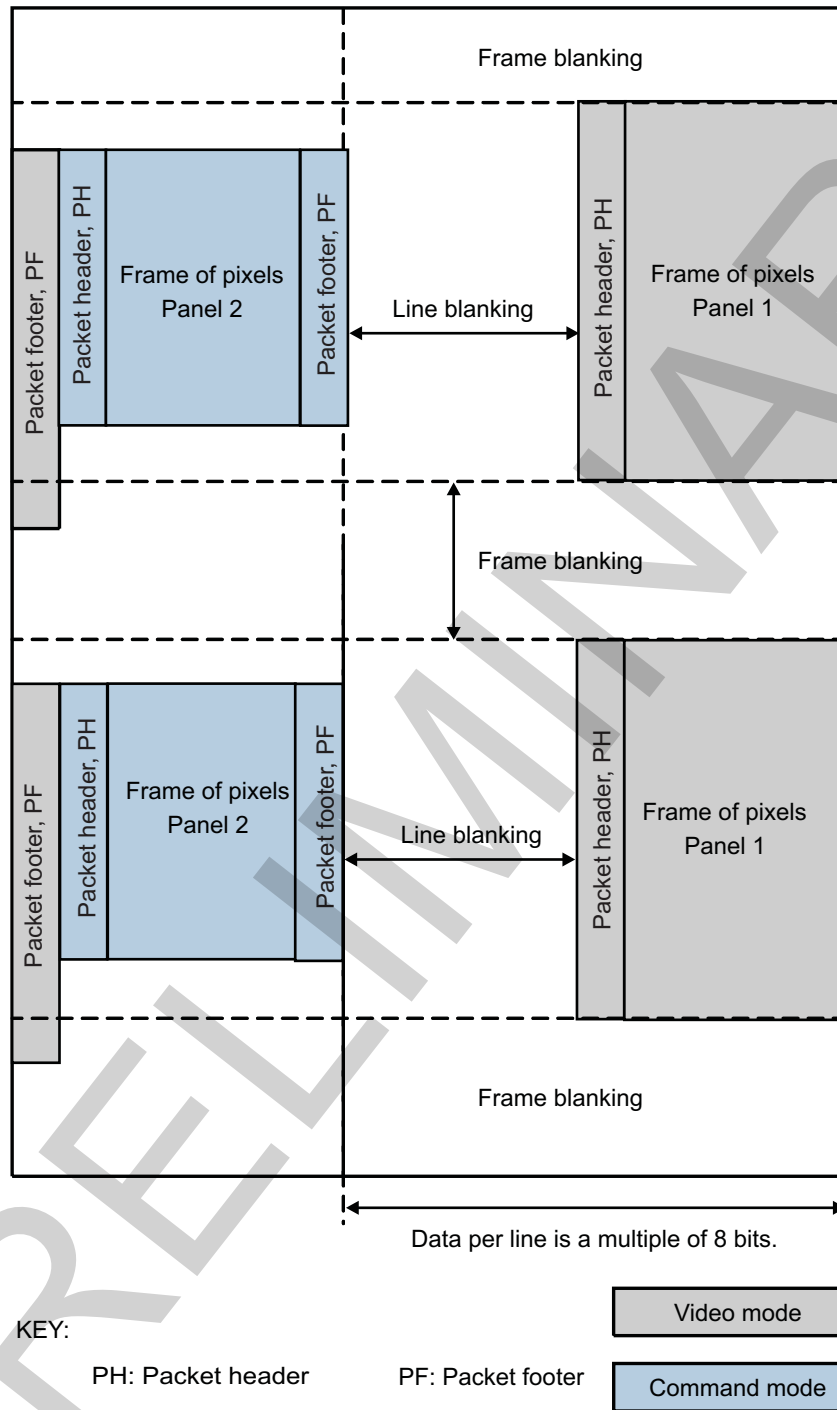 Frame blanking
Packet footer, PF
Packet header, PH
Frame of pixels
Panel 2
Packet footer, PF
Line blanking
Packet header, PH
Frame of pixels
Panel 1
Frame blanking
Packet footer, PF
Packet header, PH
Frame of pixels
Panel 2
Packet footer, PF
Line blanking
Packet header, PH
Frame of pixels
Panel 1
Frame blanking
Data per line is a multiple of 8 bits.
KEY:
Video mode
PH: Packet header
PF: Packet footer
Command mode
RELIMINAR